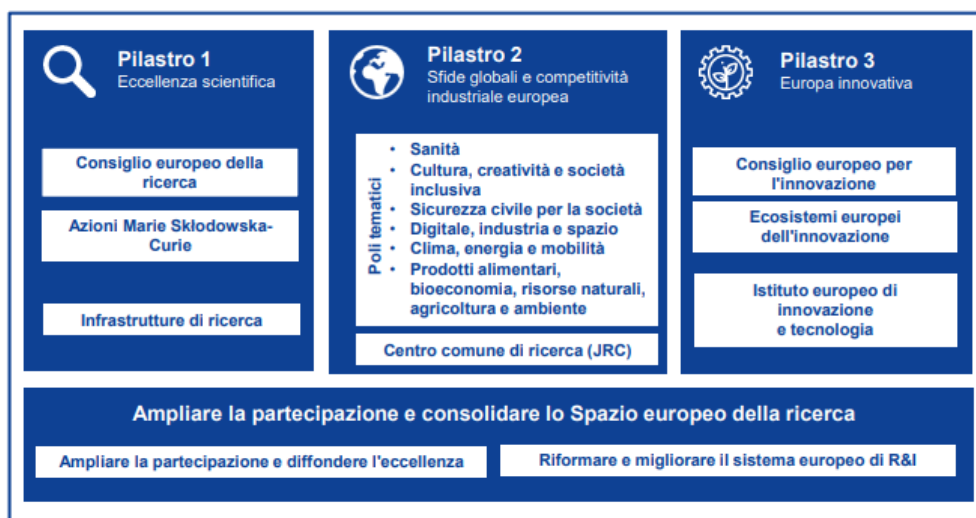 Pilastro 1
Eccellenza scientifica
Consiglio europeo della
ricerca
Azioni Marie Skłodowska-
Curie
Infrastrutture di ricerca
Pilastro 2
Sfide globali e competitività
industriale europea
Poli tematici
• Sanità
• Cultura, creatività e società
inclusiva
• Sicurezza civile per la società
• Digitale, industria e spazio
• Clima, energia e mobilità
• Prodotti alimentari,
bioeconomia, risorse naturali,
agricoltura e ambiente
Centro comune di ricerca (JRC)
Pilastro 3
Europa innovativa
Consiglio europeo per
l'innovazione
Ecosistemi europei
dell'innovazione
Istituto europeo di
innovazione
e tecnologia
Ampliare la partecipazione e consolidare lo Spazio europeo della ricerca
Ampliare la partecipazione e diffondere l'eccellenza
Riformare e migliorare il sistema europeo di R&I